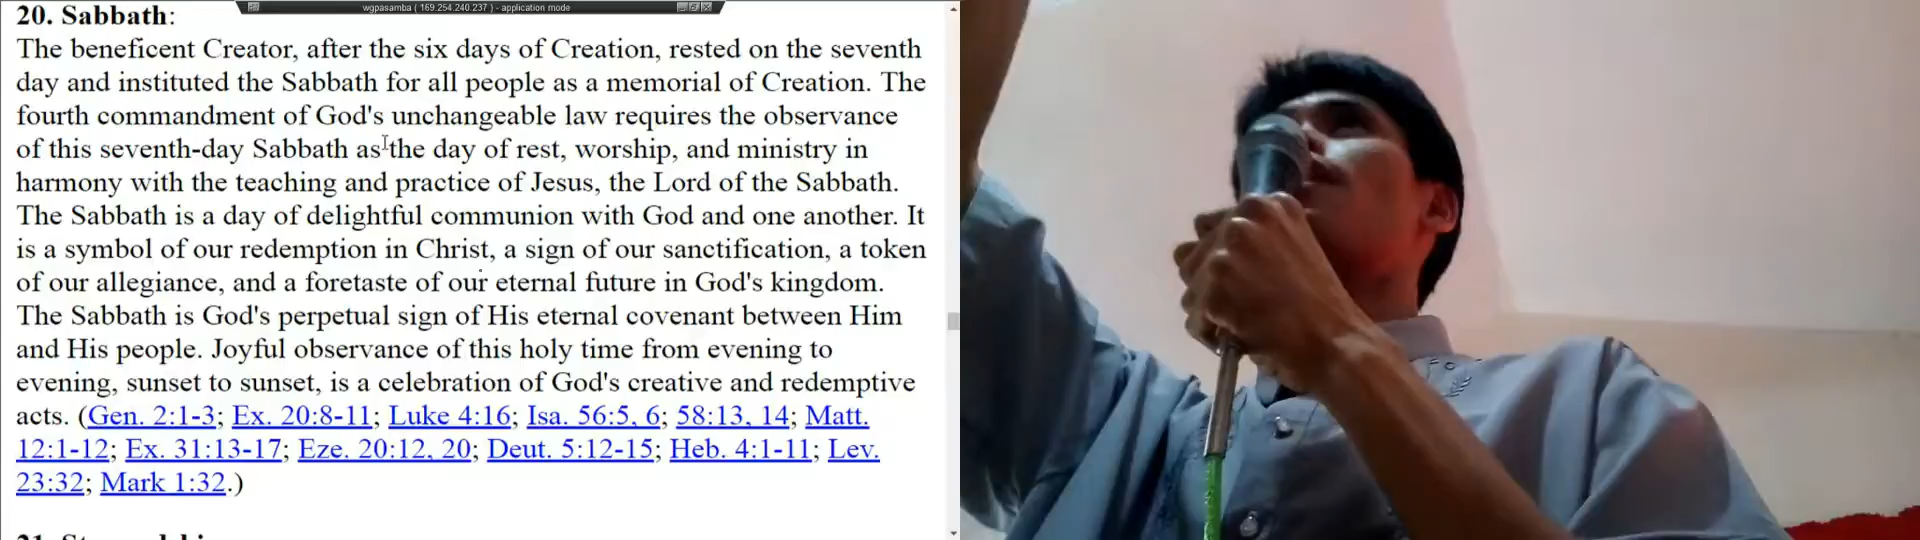 wgpasamba ( 169.254.240.237 ) - application mode
20. Sabbath:
The beneficent Creator, after the six days of Creation, rested on the seventh
day and instituted the Sabbath for all people as a memorial of Creation. The
fourth commandment of God's unchangeable law requires the observance
of this seventh-day Sabbath as the day of rest, worship, and ministry in
harmony with the teaching and practice of Jesus, the Lord of the Sabbath.
The Sabbath is a day of delightful communion with God and one another. It
is a symbol of our redemption in Christ, a sign of our sanctification, a token
of our allegiance, and a foretaste of our eternal future in God's kingdom.
The Sabbath is God's perpetual sign of His eternal covenant between Him
and His people. Joyful observance of this holy time from evening to
evening, sunset to sunset, is a celebration of God's creative and redemptive
acts. (Gen. 2:1-3; Ex. 20:8-11; Luke 4:16; Isa. 56:5, 6; 58:13, 14; Matt.
12:1-12; Ex. 31:13-17; Eze. 20:12, 20; Deut. 5:12-15; Heb. 4:1-11; Lev.
23:32; Mark 1:32.)